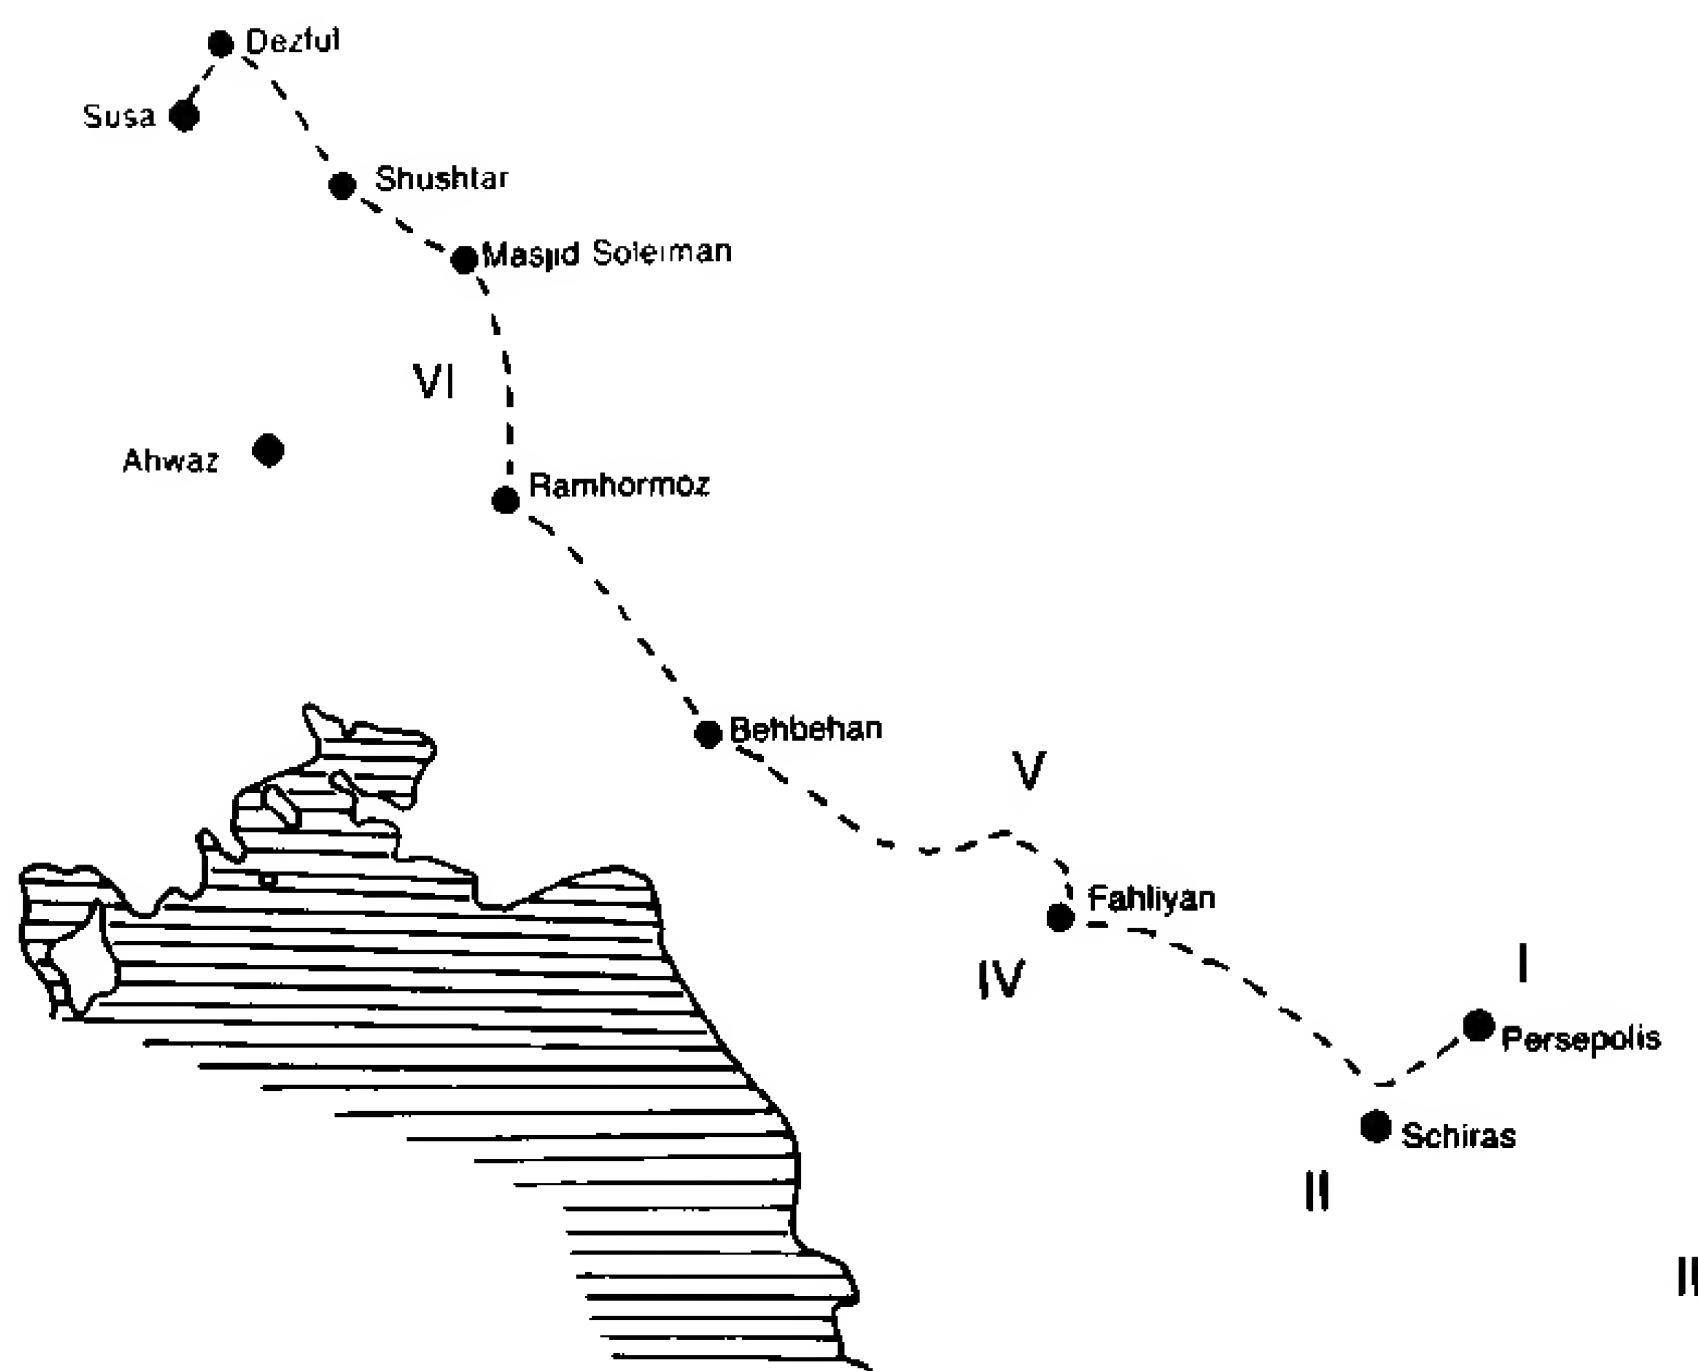 Dezful
Susa
Shushtar
Masjid Soleiman
VI
Ahwaz
Ramhormoz
Behbehan
V
Fahliyan
IV
I
Persepolis
Schiras
II